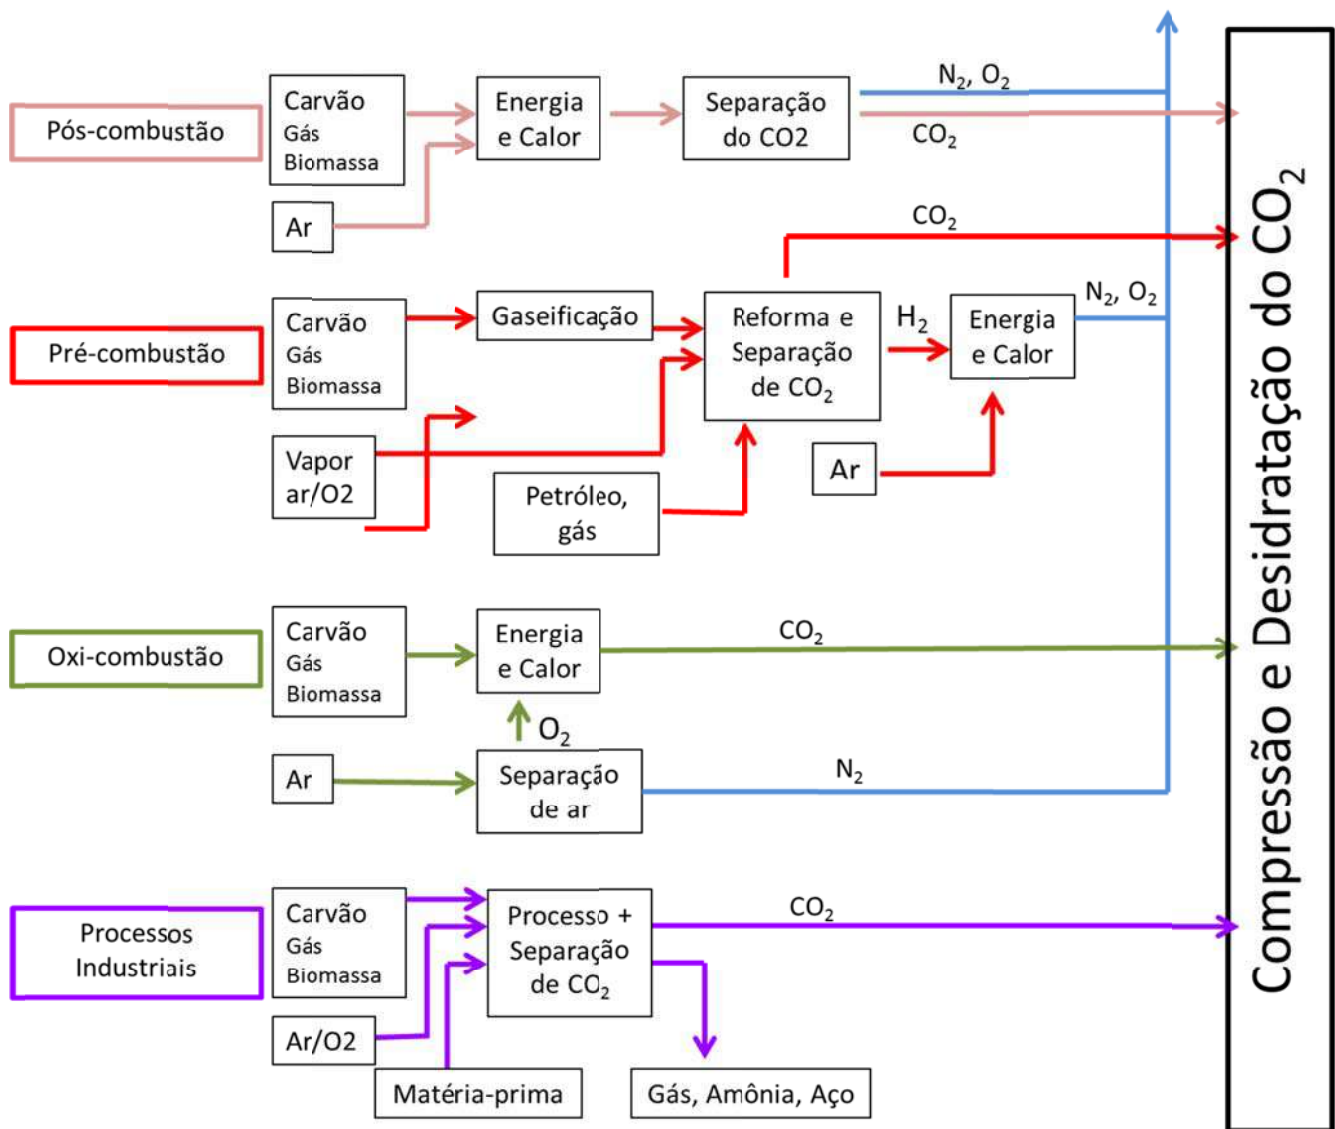 Pós-combustão
Carvão
Gás
Biomassa
Ar
Energia
e Calor
Separação
do CO2
N₂, O₂
CO₂
Pré-combustão
Carvão
Gás
Biomassa
Vapor
ar/O2
Gaseificação
Petróleo,
gás
Reforma e
Separação
de CO₂
CO₂
H₂
Ar
Energia
e Calor
N₂, O₂
Oxi-combustão
Carvão
Gás
Biomassa
Ar
Energia
e Calor
O₂
Separação
de ar
CO₂
N₂
Processos
Industriais
Carvão
Gás
Biomassa
Ar/O2
Matéria-prima
Processo +
Separação
de CO₂
CO₂
Gás, Amônia, Aço
Compressão e Desidratação do CO₂